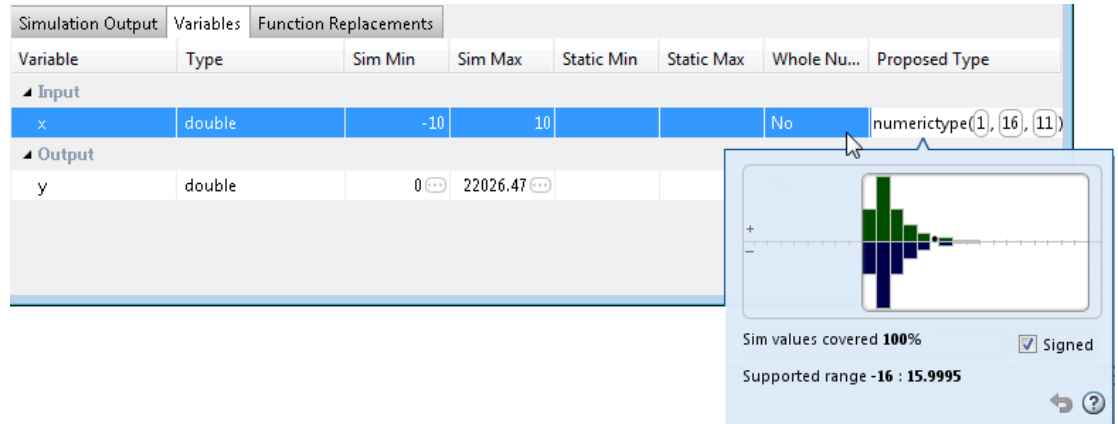 Simulation Output Variables Function Replacements
Variable Type Sim Min Sim Max Static Min Static Max Whole Nu... Proposed Type
Input
x double -10 10 No numerictype(1, 16, 11)
Output
y double 0 ... 22026.47 ...
+
–
Sim values covered 100% Signed
Supported range -16 : 15.9995
?